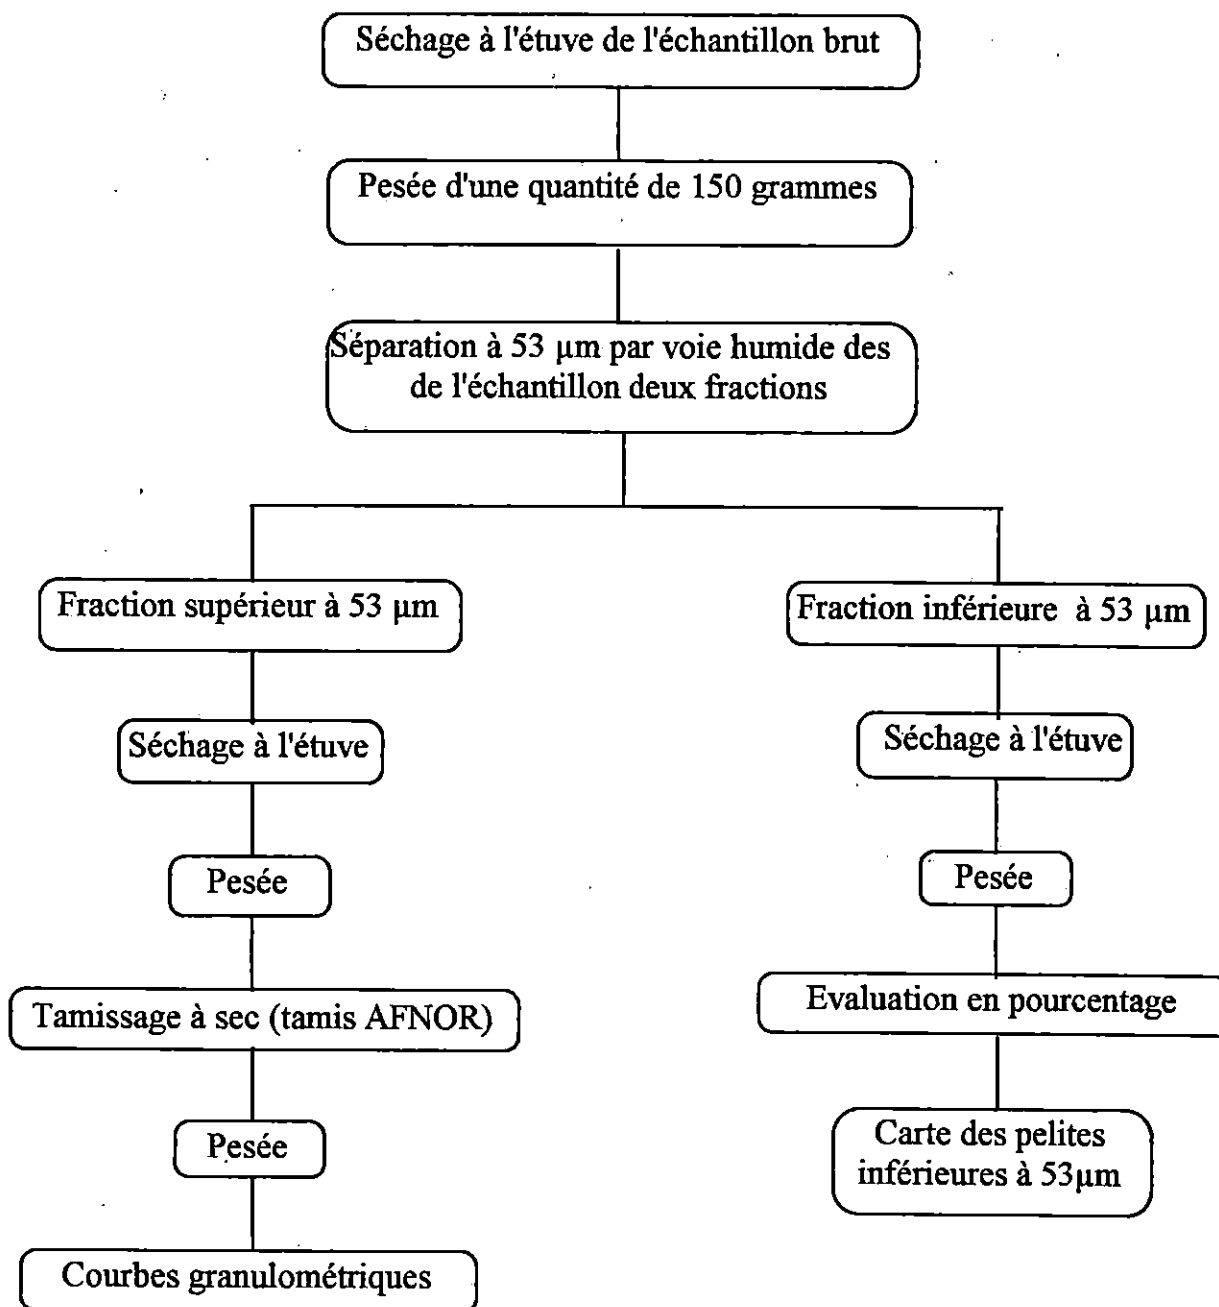 Séchage à l'étuve de l'échantillon brut
Pesée d'une quantité de 150 grammes
Séparation à 53 µm par voie humide des
de l'échantillon deux fractions
Fraction supérieur à 53 µm
Fraction inférieure à 53 µm
Séchage à l'étuve
Séchage à l'étuve
Pesée
Pesée
Tamissage à sec (tamis AFNOR)
Evaluation en pourcentage
Pesée
Carte des pelites
inférieures à 53µm
Courbes granulométriques